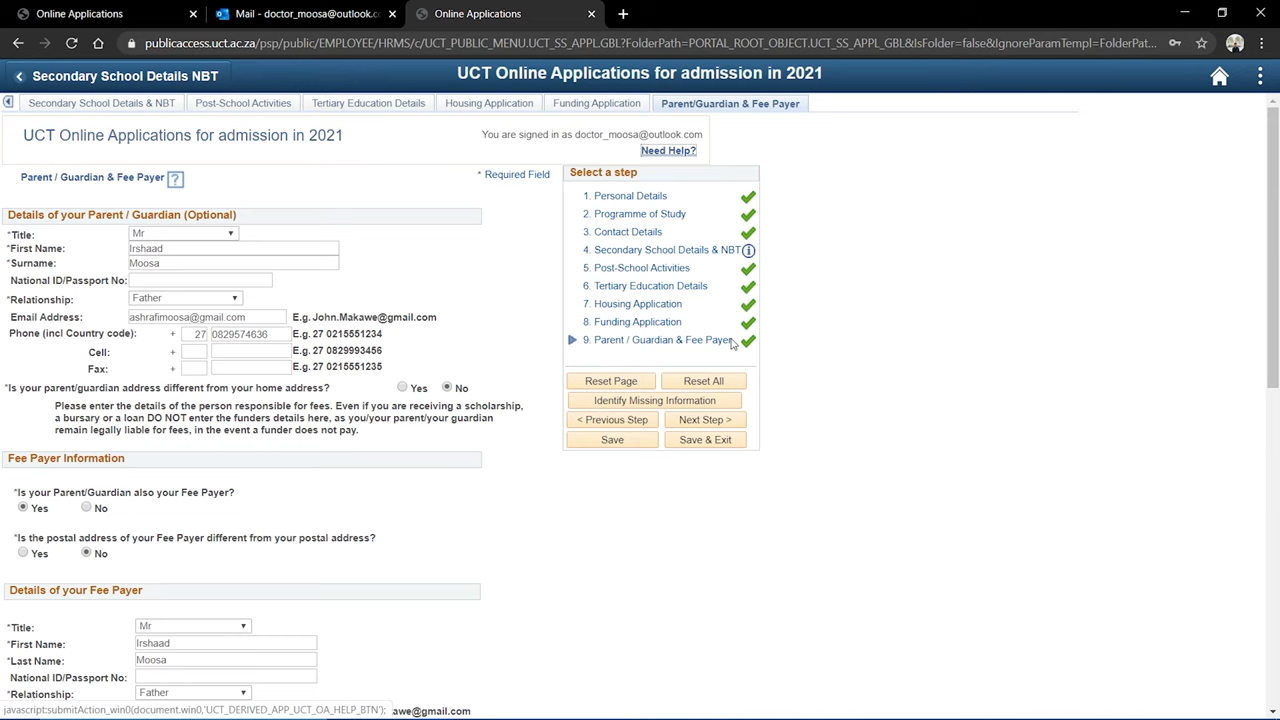 Online Applications
Mail - doctor_moosa@outlook.co
Online Applications
publicaccess.uct.ac.za/psp/public/EMPLOYEE/HRMS/c/UCT_PUBLIC_MENU.UCT_SS_APPL.GBL?FolderPath=PORTAL_ROOT_OBJECT.UCT_SS_APPL_GBL&IsFolder=false&IgnoreParamTempl=FolderPat...
Secondary School Details NBT
UCT Online Applications for admission in 2021
Secondary School Details & NBT
Post-School Activities
Tertiary Education Details
Housing Application
Funding Application
Parent/Guardian & Fee Payer
UCT Online Applications for admission in 2021
You are signed in as doctor_moosa@outlook.com
Need Help?
Parent / Guardian & Fee Payer ?
* Required Field
Details of your Parent / Guardian (Optional)
*Title: Mr
*First Name: Irshaad
*Surname: Moosa
National ID/Passport No:
*Relationship: Father
Email Address: ashrafimoosa@gmail.com E.g. John.Makawe@gmail.com
Phone (incl Country code): + 27 0829574636 E.g. 27 0215551234
Cell: + E.g. 27 0829993456
Fax: + E.g. 27 0215551235
*Is your parent/guardian address different from your home address? Yes No
Please enter the details of the person responsible for fees. Even if you are receiving a scholarship,
a bursary or a loan DO NOT enter the funders details here, as you/your parent/your guardian
remain legally liable for fees, in the event a funder does not pay.
Fee Payer Information
*Is your Parent/Guardian also your Fee Payer?
Yes No
*Is the postal address of your Fee Payer different from your postal address?
Yes No
Details of your Fee Payer
*Title: Mr
*First Name: Irshaad
*Last Name: Moosa
National ID/Passport No:
*Relationship: Father
Select a step
1. Personal Details
2. Programme of Study
3. Contact Details
4. Secondary School Details & NBT
5. Post-School Activities
6. Tertiary Education Details
7. Housing Application
8. Funding Application
9. Parent / Guardian & Fee Payer
Reset Page Reset All
Identify Missing Information
< Previous Step Next Step >
Save Save & Exit
javascript:submitAction_win0(document.win0,'UCT_DERIVED_APP_UCT_OA_HELP_BTN'); awe@gmail.com